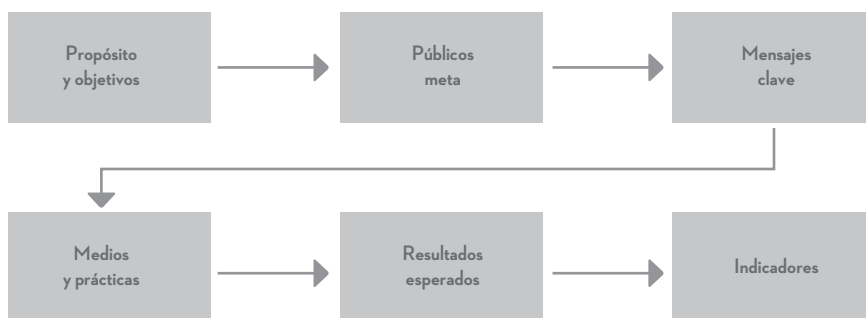 Propósito
y objetivos
Públicos
meta
Mensajes
clave
Medios
y prácticas
Resultados
esperados
Indicadores